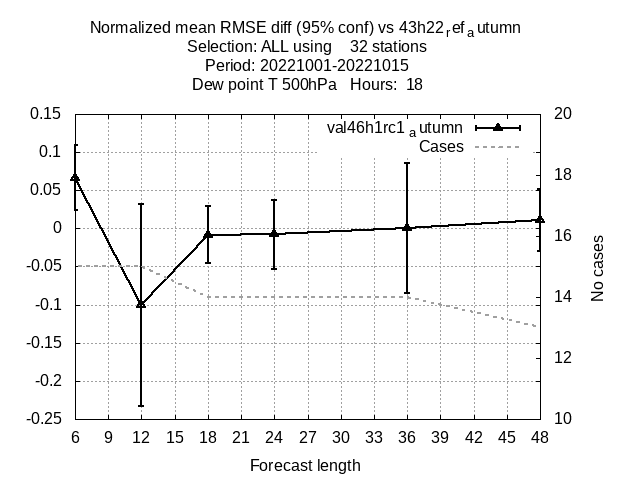 Normalized mean RMSE diff (95% conf) vs 43h22refautumn
Selection: ALL using 32 stations
Period: 20221001-20221015
Dew point T 500hPa Hours: 18
val46h1rc1autumn
Cases
0.15
0.1
0.05
0
-0.05
-0.1
-0.15
-0.2
-0.25
20
18
16
14
12
10
No cases
6 9 12 15 18 21 24 27 30 33 36 39 42 45 48
Forecast length